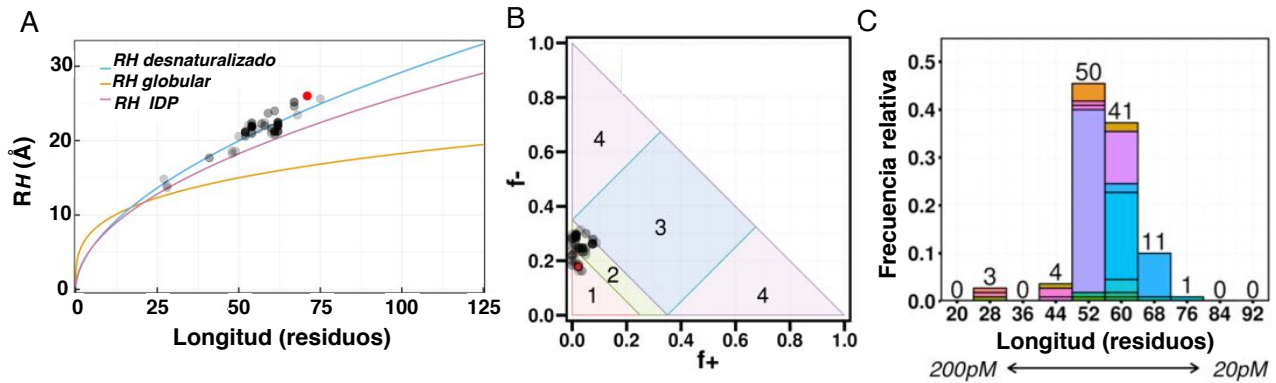 A
RH desnaturalizado
RH globular
RH IDP
30
20
10
0
RH (Å)
0 25 50 75 100 125
Longitud (residuos)
B
1.0
0.8
0.6
0.4
0.2
0.0
f-
4
3
2
1
4
0.0 0.2 0.4 0.6 0.8 1.0
f+
C
0.5
0.4
0.3
0.2
0.1
0.0
Frecuencia relativa
0 3 0 4 50 41 11 1 0 0
20 28 36 44 52 60 68 76 84 92
Longitud (residuos)
200pM 20pM